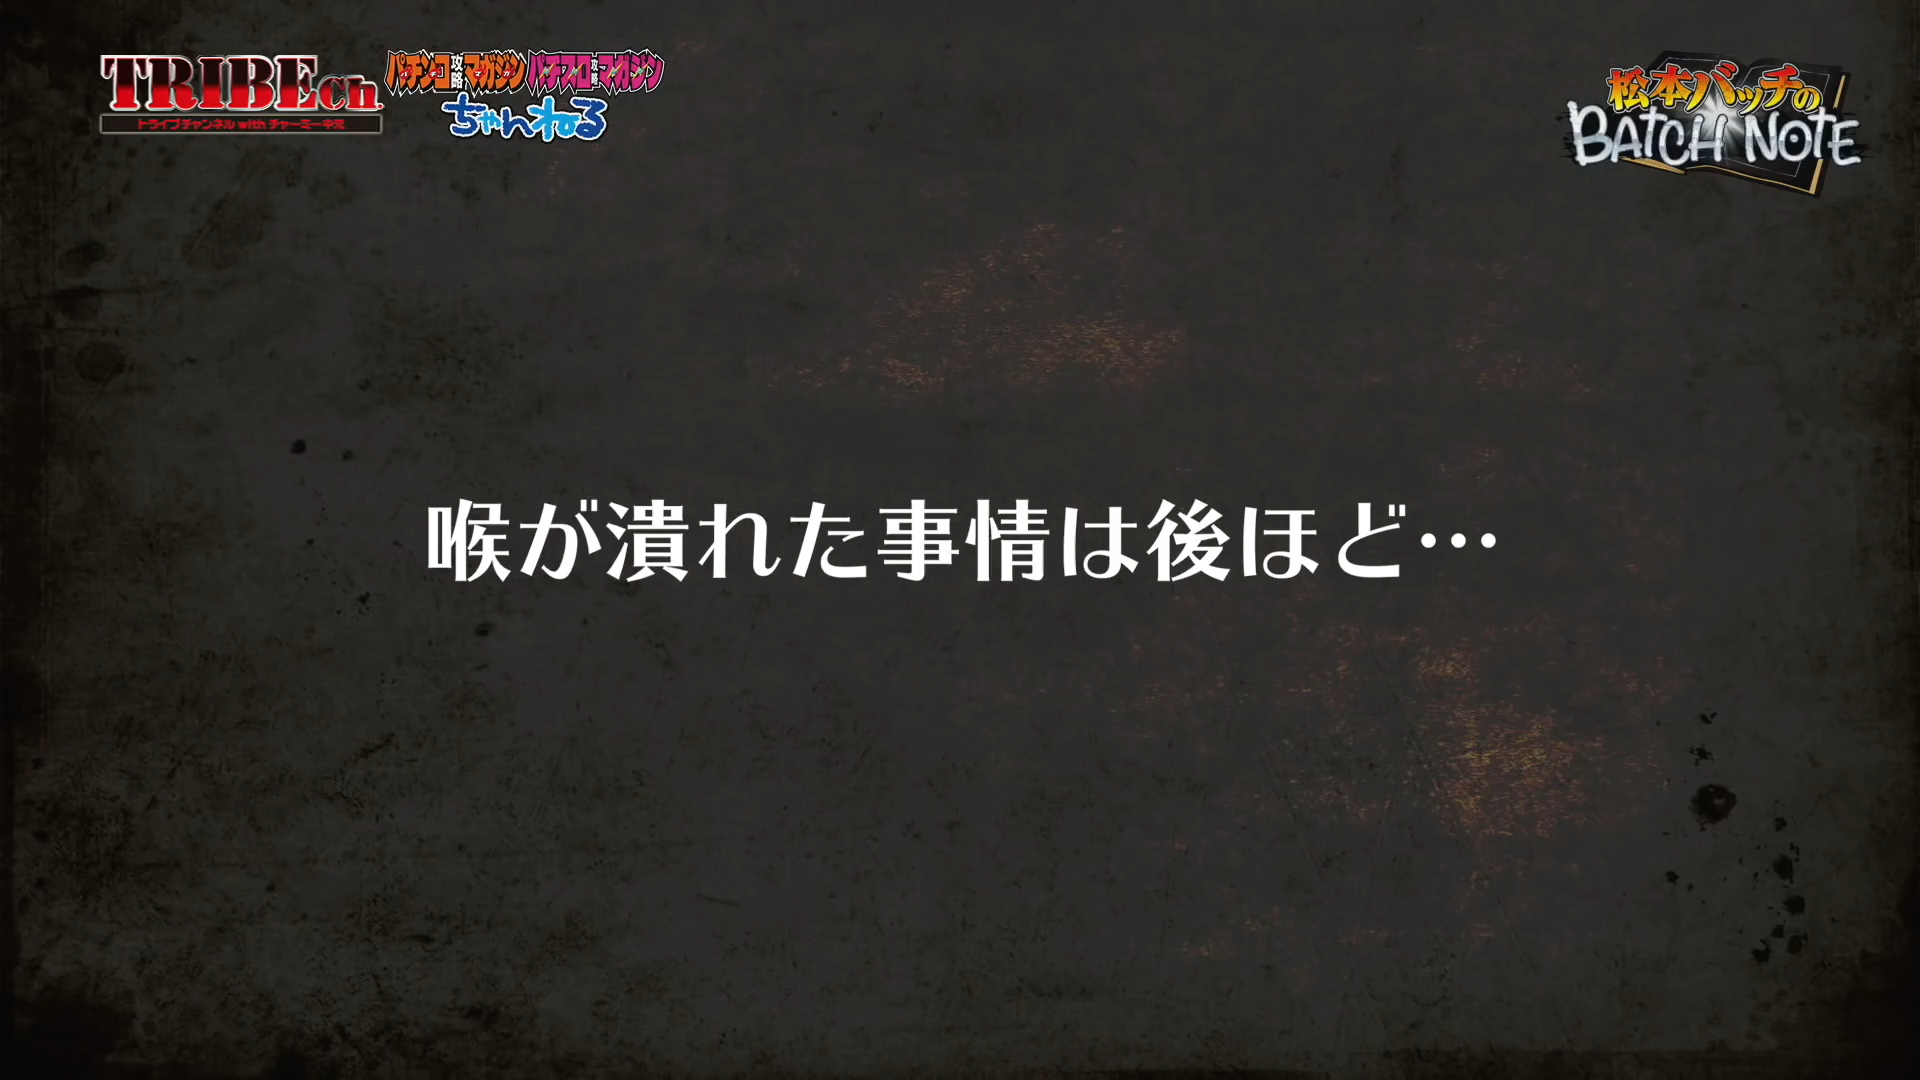 TRIBEch
トライブチャンネル with チャーミー中元
パチンコ攻略マガジン パチスロ攻略マガジン
ちゃんねる
松本バッチの
BATCH NOTE
喉が潰れた事情は後ほど…